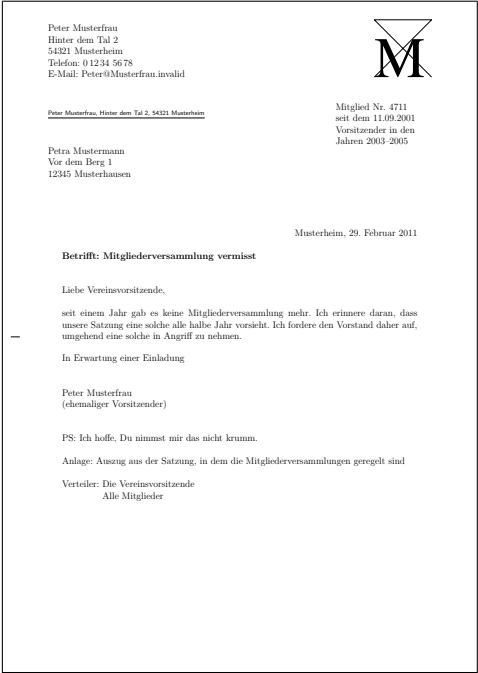 Peter Musterfrau
Hinter dem Tal 2
54321 Musterheim
Telefon: 0 12 34 56 78
E-Mail: Peter@Musterfrau.invalid
M
Peter Musterfrau, Hinter dem Tal 2, 54321 Musterheim
Mitglied Nr. 4711
seit dem 11.09.2001
Vorsitzender in den
Jahren 2003–2005
Petra Mustermann
Vor dem Berg 1
12345 Musterhausen
Musterheim, 29. Februar 2011
Betrifft: Mitgliederversammlung vermisst
Liebe Vereinsvorsitzende,
seit einem Jahr gab es keine Mitgliederversammlung mehr. Ich erinnere daran, dass
unsere Satzung eine solche alle halbe Jahr vorsieht. Ich fordere den Vorstand daher auf,
umgehend eine solche in Angriff zu nehmen.
In Erwartung einer Einladung
Peter Musterfrau
(ehemaliger Vorsitzender)
PS: Ich hoffe, Du nimmst mir das nicht krumm.
Anlage: Auszug aus der Satzung, in dem die Mitgliederversammlungen geregelt sind
Verteiler: Die Vereinsvorsitzende
Alle Mitglieder